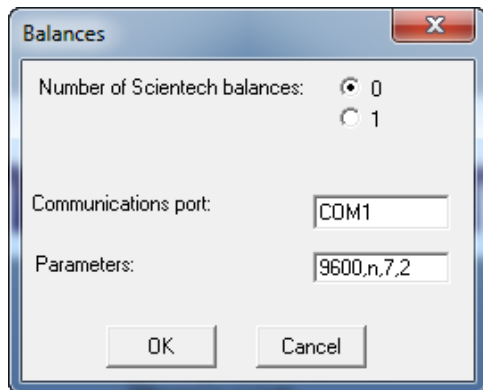 Balances
Number of Scientech balances: 0
1
Communications port: COM1
Parameters: 9600,n,7,2
OK Cancel